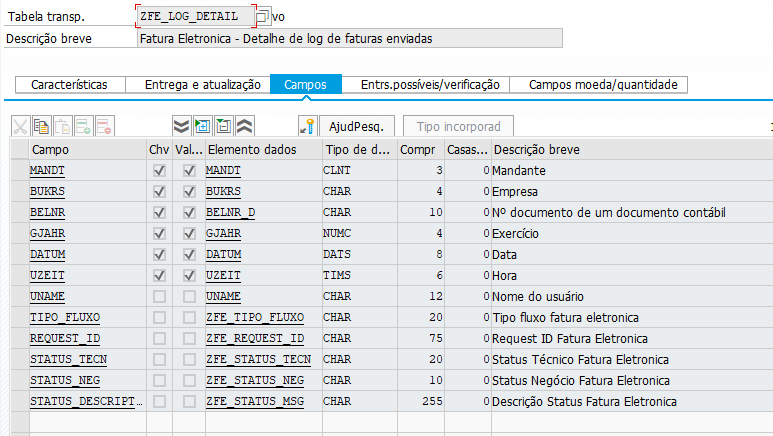 Tabela transp. ZFE_LOG_DETAIL vo
Descrição breve Fatura Eletronica - Detalhe de log de faturas enviadas
Características Entrega e atualização Campos Entrs.possíveis/verificação Campos moeda/quantidade
AjudPesq. Tipo incorporad
Campo Chv Val... Elemento dados Tipo de d... Compr Casas... Descrição breve
MANDT MANDT CLNT 3 0 Mandante
BUKRS BUKRS CHAR 4 0 Empresa
BELNR BELNR_D CHAR 10 0 Nº documento de um documento contábil
GJAHR GJAHR NUMC 4 0 Exercício
DATUM DATUM DATS 8 0 Data
UZEIT UZEIT TIMS 6 0 Hora
UNAME UNAME CHAR 12 0 Nome do usuário
TIPO_FLUXO ZFE_TIPO_FLUXO CHAR 20 0 Tipo fluxo fatura eletronica
REQUEST_ID ZFE_REQUEST_ID CHAR 75 0 Request ID Fatura Eletronica
STATUS_TECN ZFE_STATUS_TECN CHAR 20 0 Status Técnico Fatura Eletronica
STATUS_NEG ZFE_STATUS_NEG CHAR 10 0 Status Negócio Fatura Eletronica
STATUS_DESCRIPT... ZFE_STATUS_MSG CHAR 255 0 Descrição Status Fatura Eletronica